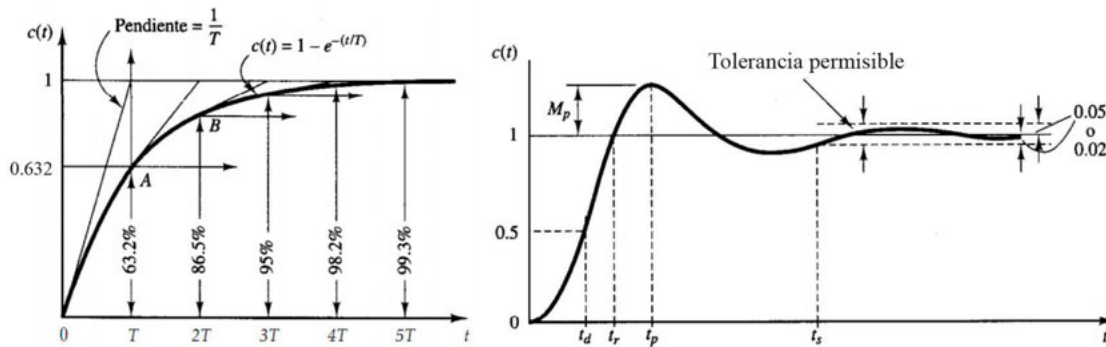 c(t)
Pendiente = 1/T
c(t) = 1 − e^−(t/T)
1
B
0.632
A
63.2%
86.5%
95%
98.2%
99.3%
0
T
2T
3T
4T
5T
t
c(t)
Tolerancia permisible
M_p
1
0.05
o
0.02
0.5
0
t_d
t_r
t_p
t_s
t